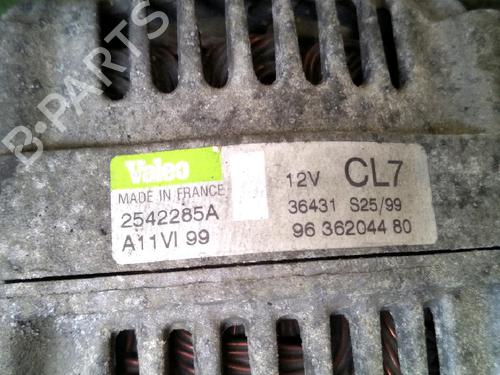 B-PARTS
Valeo
MADE IN FRANCE
2542285A
A11VI 99
12V CL7
36431 S25/99
96 362044 80